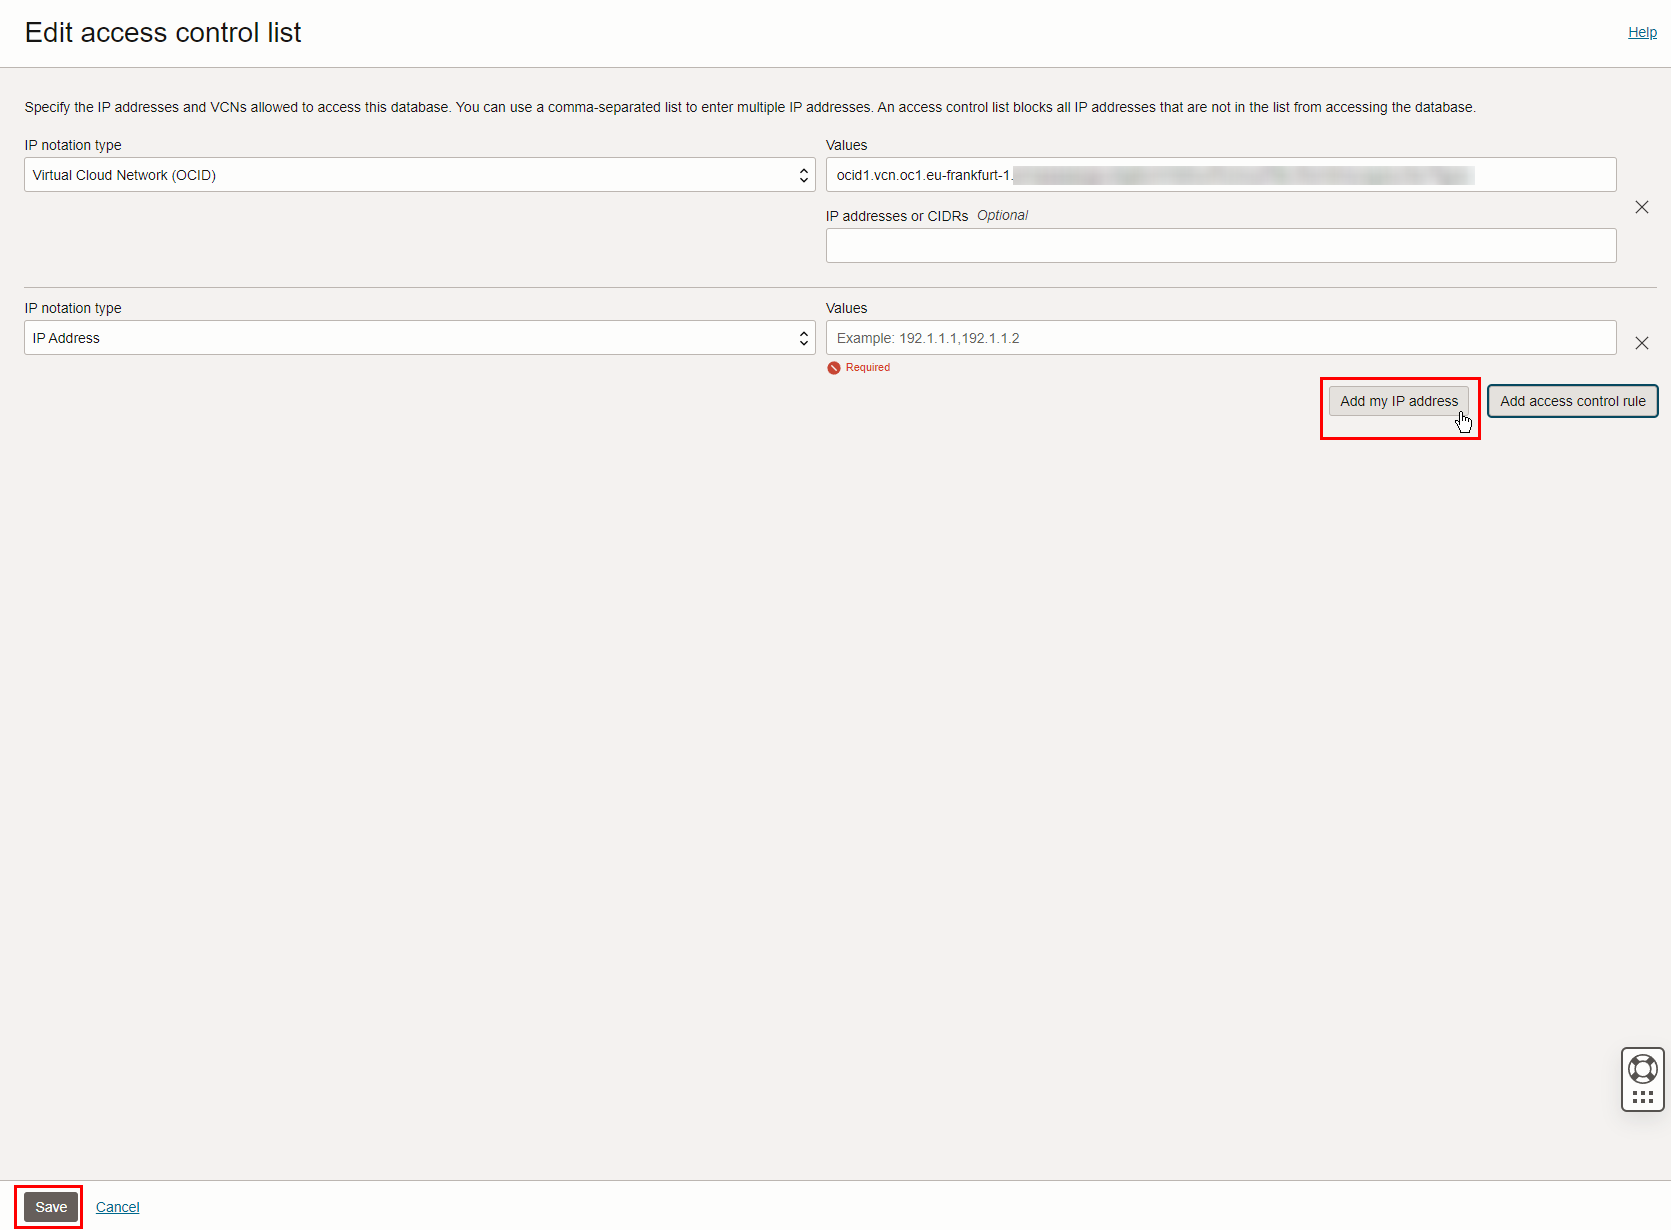 Edit access control list
Help
Specify the IP addresses and VCNs allowed to access this database. You can use a comma-separated list to enter multiple IP addresses. An access control list blocks all IP addresses that are not in the list from accessing the database.
IP notation type
Values
Virtual Cloud Network (OCID)
ocid1.vcn.oc1.eu-frankfurt-1.
IP addresses or CIDRs Optional
IP notation type
Values
IP Address
Example: 192.1.1.1,192.1.1.2
Required
Add my IP address
Add access control rule
Save
Cancel